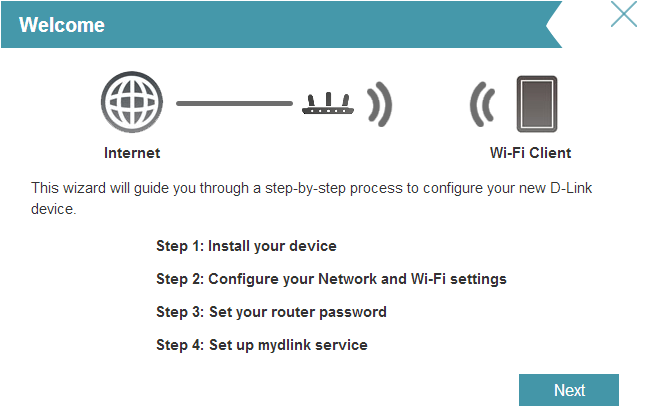 Welcome
Internet
Wi-Fi Client
This wizard will guide you through a step-by-step process to configure your new D-Link
device.
Step 1: Install your device
Step 2: Configure your Network and Wi-Fi settings
Step 3: Set your router password
Step 4: Set up mydlink service
Next